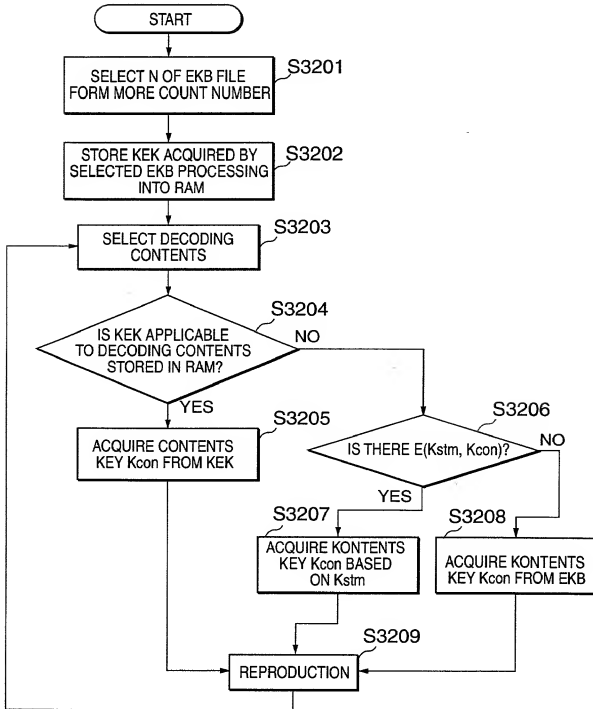 START
SELECT N OF EKB FILE
FORM MORE COUNT NUMBER
S3201
STORE KEK ACQUIRED BY
SELECTED EKB PROCESSING
INTO RAM
S3202
SELECT DECODING
CONTENTS
S3203
IS KEK APPLICABLE
TO DECODING CONTENTS
STORED IN RAM?
S3204
NO
YES
ACQUIRE CONTENTS
KEY Kcon FROM KEK
S3205
IS THERE E(Kstm, Kcon)?
S3206
NO
YES
S3207
ACQUIRE KONTENTS
KEY Kcon BASED
ON Kstm
S3208
ACQUIRE KONTENTS
KEY Kcon FROM EKB
REPRODUCTION
S3209